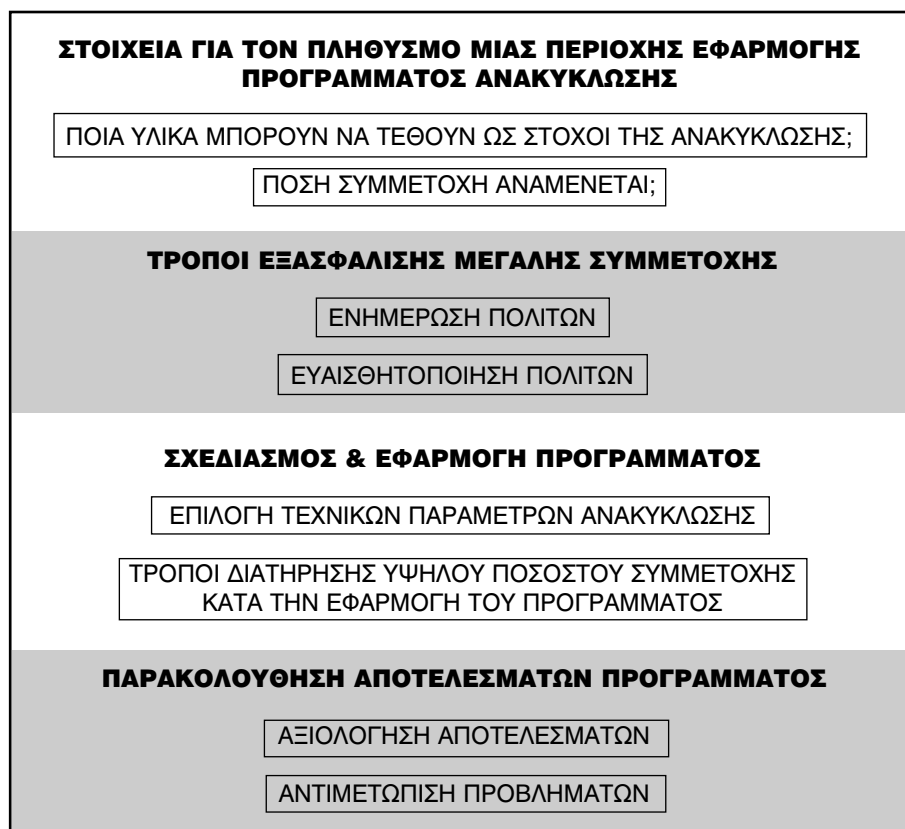 ΣΤΟΙΧΕΙΑ ΓΙΑ ΤΟΝ ΠΛΗΘΥΣΜΟ ΜΙΑΣ ΠΕΡΙΟΧΗΣ ΕΦΑΡΜΟΓΗΣ
ΠΡΟΓΡΑΜΜΑΤΟΣ ΑΝΑΚΥΚΛΩΣΗΣ
ΠΟΙΑ ΥΛΙΚΑ ΜΠΟΡΟΥΝ ΝΑ ΤΕΘΟΥΝ ΩΣ ΣΤΟΧΟΙ ΤΗΣ ΑΝΑΚΥΚΛΩΣΗΣ;
ΠΟΣΗ ΣΥΜΜΕΤΟΧΗ ΑΝΑΜΕΝΕΤΑΙ;
ΤΡΟΠΟΙ ΕΞΑΣΦΑΛΙΣΗΣ ΜΕΓΑΛΗΣ ΣΥΜΜΕΤΟΧΗΣ
ΕΝΗΜΕΡΩΣΗ ΠΟΛΙΤΩΝ
ΕΥΑΙΣΘΗΤΟΠΟΙΗΣΗ ΠΟΛΙΤΩΝ
ΣΧΕΔΙΑΣΜΟΣ & ΕΦΑΡΜΟΓΗ ΠΡΟΓΡΑΜΜΑΤΟΣ
ΕΠΙΛΟΓΗ ΤΕΧΝΙΚΩΝ ΠΑΡΑΜΕΤΡΩΝ ΑΝΑΚΥΚΛΩΣΗΣ
ΤΡΟΠΟΙ ΔΙΑΤΗΡΗΣΗΣ ΥΨΗΛΟΥ ΠΟΣΟΣΤΟΥ ΣΥΜΜΕΤΟΧΗΣ
ΚΑΤΑ ΤΗΝ ΕΦΑΡΜΟΓΗ ΤΟΥ ΠΡΟΓΡΑΜΜΑΤΟΣ
ΠΑΡΑΚΟΛΟΥΘΗΣΗ ΑΠΟΤΕΛΕΣΜΑΤΩΝ ΠΡΟΓΡΑΜΜΑΤΟΣ
ΑΞΙΟΛΟΓΗΣΗ ΑΠΟΤΕΛΕΣΜΑΤΩΝ
ΑΝΤΙΜΕΤΩΠΙΣΗ ΠΡΟΒΛΗΜΑΤΩΝ